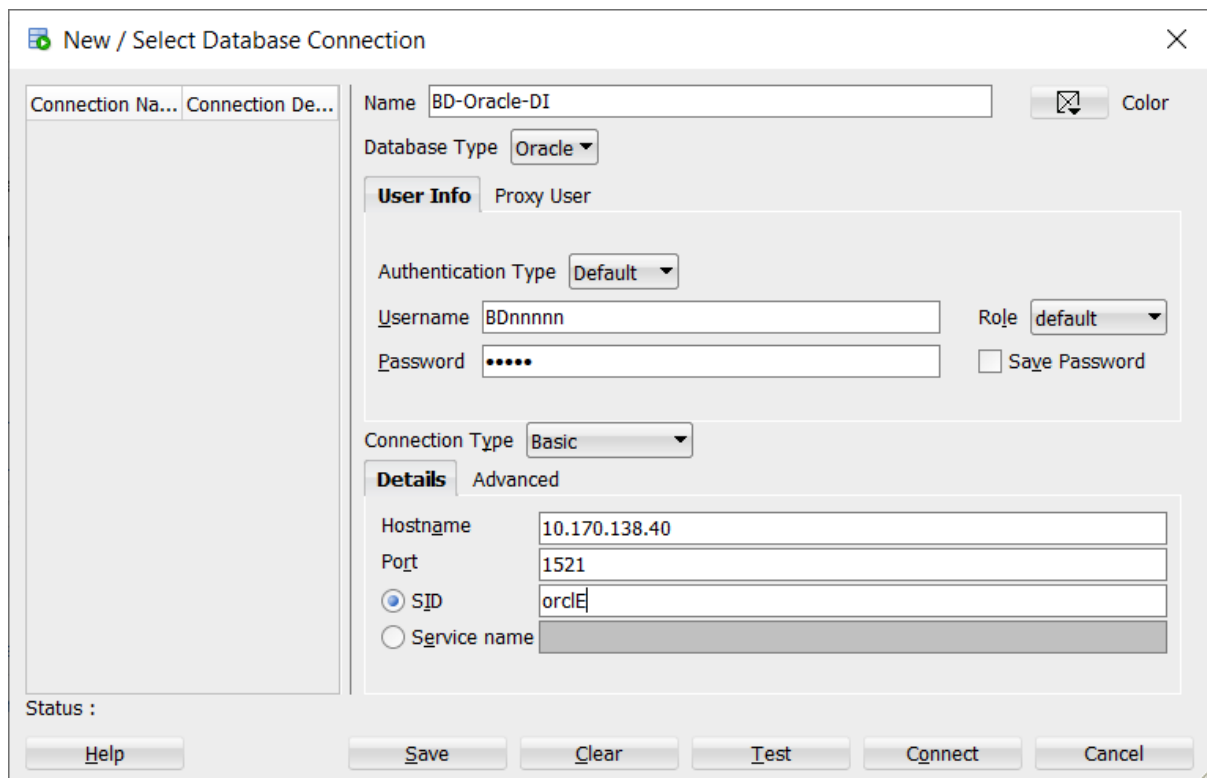 New / Select Database Connection
Connection Na... Connection De...
Name BD-Oracle-DI Color
Database Type Oracle
User Info Proxy User
Authentication Type Default
Username BDnnnnn Role default
Password ••••• Save Password
Connection Type Basic
Details Advanced
Hostname 10.170.138.40
Port 1521
SID orclE
Service name
Status :
Help Save Clear Test Connect Cancel